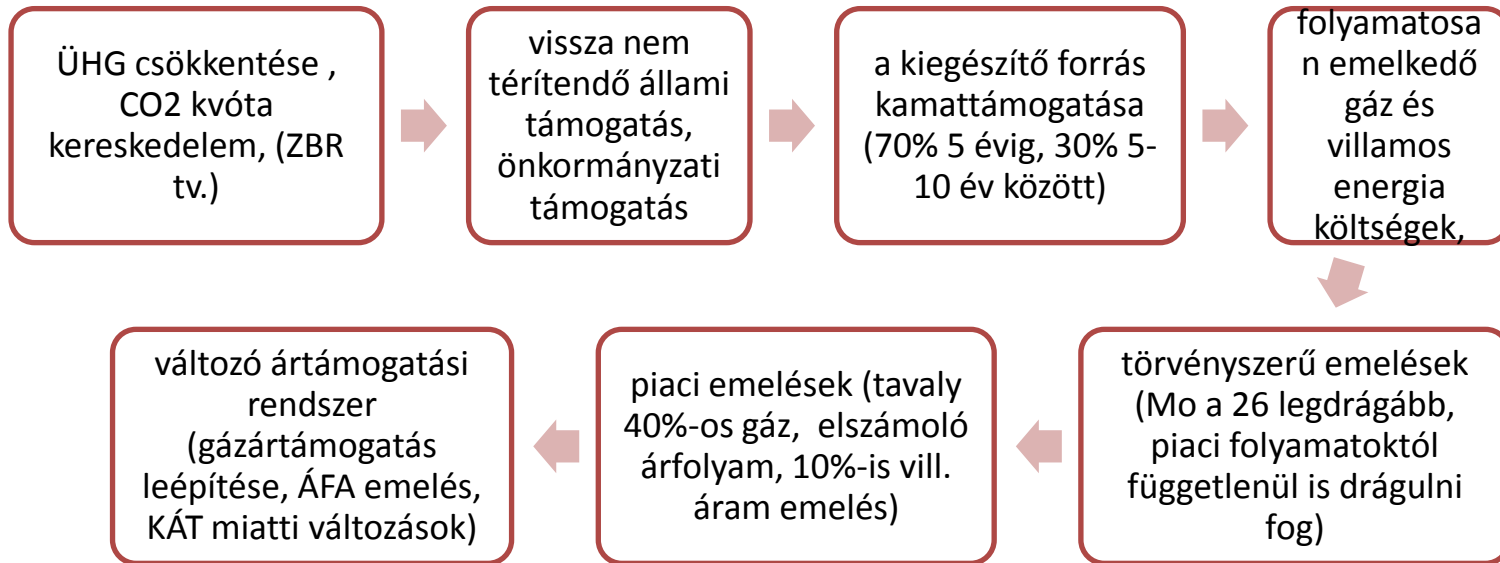 ÜHG csökkentése ,
CO2 kvóta
kereskedelem, (ZBR
tv.)
vissza nem
térítendő állami
támogatás,
önkormányzati
támogatás
a kiegészítő forrás
kamattámogatása
(70% 5 évig, 30% 5-
10 év között)
folyamatosa
n emelkedő
gáz és
villamos
energia
költségek,
törvényszerű emelések
(Mo a 26 legdrágább,
piaci folyamatoktól
függetlenül is drágulni
fog)
piaci emelések (tavaly
40%-os gáz, elszámoló
árfolyam, 10%-is vill.
áram emelés)
változó ártámogatási
rendszer
(gázártámogatás
leépítése, ÁFA emelés,
KÁT miatti változások)